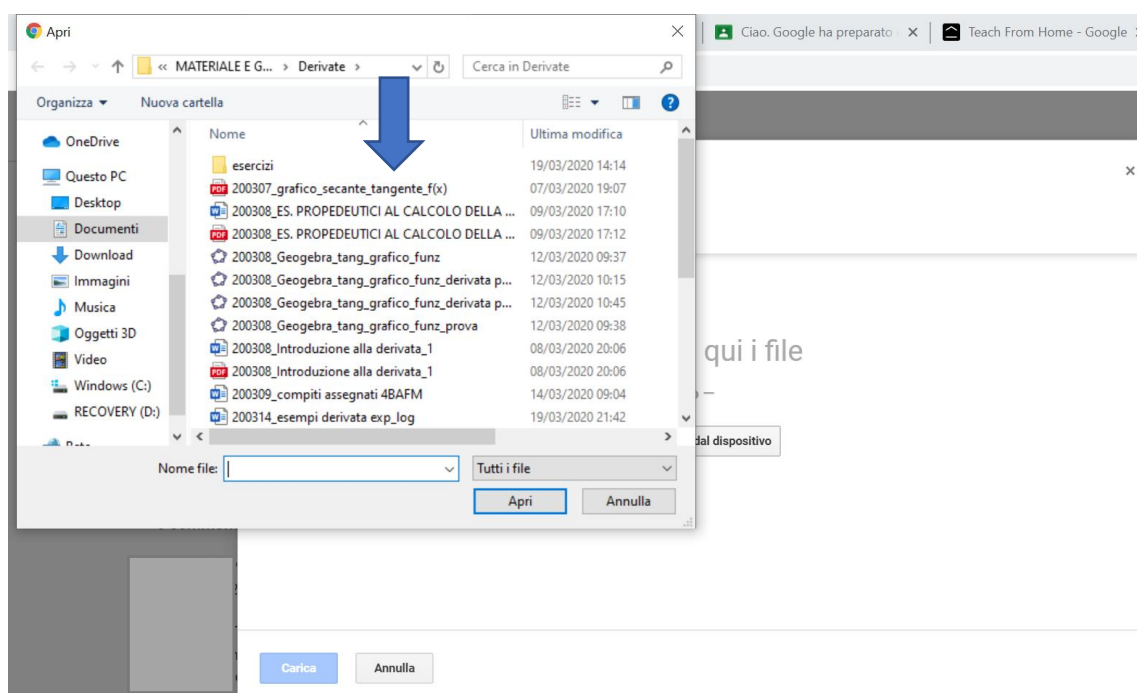 Apri
Ciao. Google ha preparato
Teach From Home - Google
« MATERIALE E G... › Derivate ›
Cerca in Derivate
Organizza
Nuova cartella
Nome
Ultima modifica
OneDrive
Questo PC
Desktop
Documenti
Download
Immagini
Musica
Oggetti 3D
Video
Windows (C:)
RECOVERY (D:)
esercizi 19/03/2020 14:14
200307_grafico_secante_tangente_f(x) 07/03/2020 19:07
200308_ES. PROPEDEUTICI AL CALCOLO DELLA ... 09/03/2020 17:10
200308_ES. PROPEDEUTICI AL CALCOLO DELLA ... 09/03/2020 17:12
200308_Geogebra_tang_grafico_funz 12/03/2020 09:37
200308_Geogebra_tang_grafico_funz_derivata p... 12/03/2020 10:15
200308_Geogebra_tang_grafico_funz_derivata p... 12/03/2020 10:45
200308_Geogebra_tang_grafico_funz_prova 12/03/2020 09:38
200308_Introduzione alla derivata_1 08/03/2020 20:06
200308_Introduzione alla derivata_1 08/03/2020 20:06
200309_compiti assegnati 4BAFM 14/03/2020 09:04
200314_esempi derivata exp_log 19/03/2020 21:42
Nome file:
Tutti i file
Apri
Annulla
qui i file
dal dispositivo
Carica
Annulla